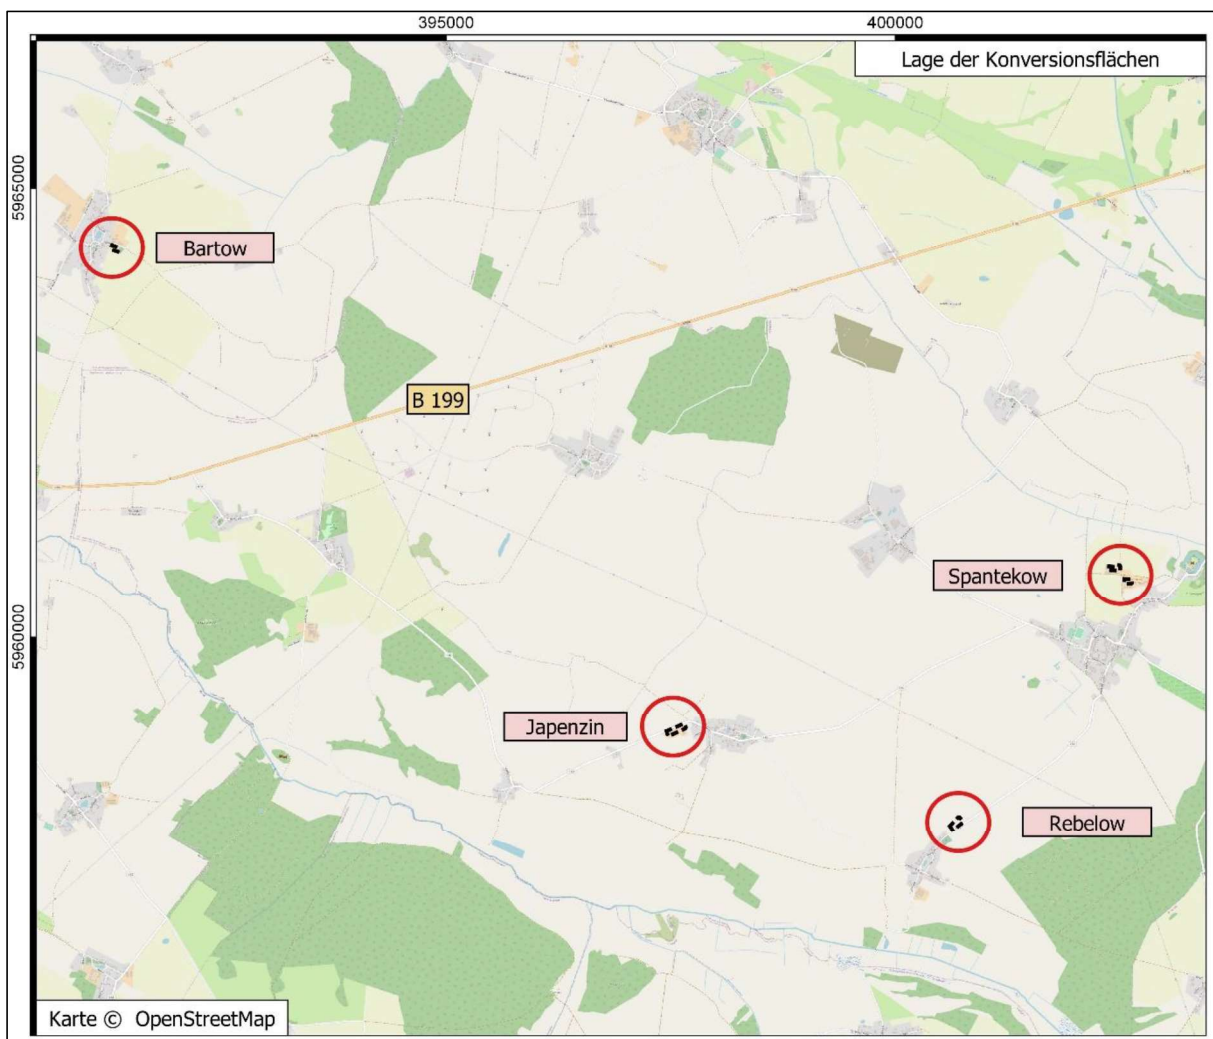 395000
400000
Lage der Konversionsflächen
5965000
Bartow
B 199
Spantekow
5960000
Japenzin
Rebelow
Karte © OpenStreetMap